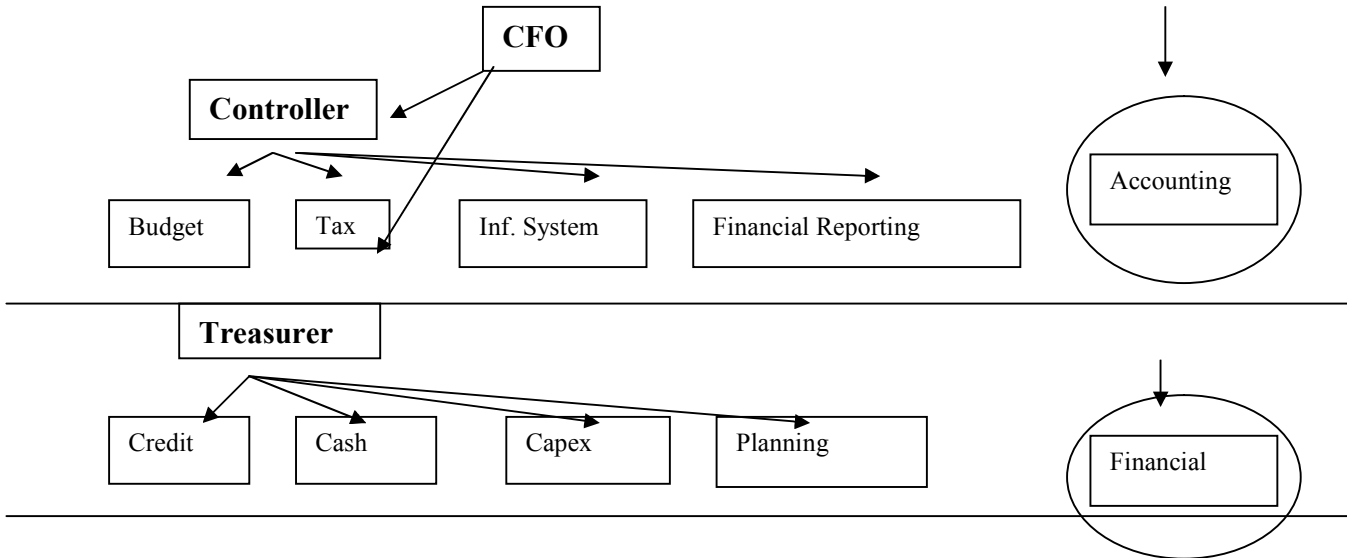 CFO
Controller
Accounting
Budget
Tax
Inf. System
Financial Reporting
Treasurer
Credit
Cash
Capex
Planning
Financial